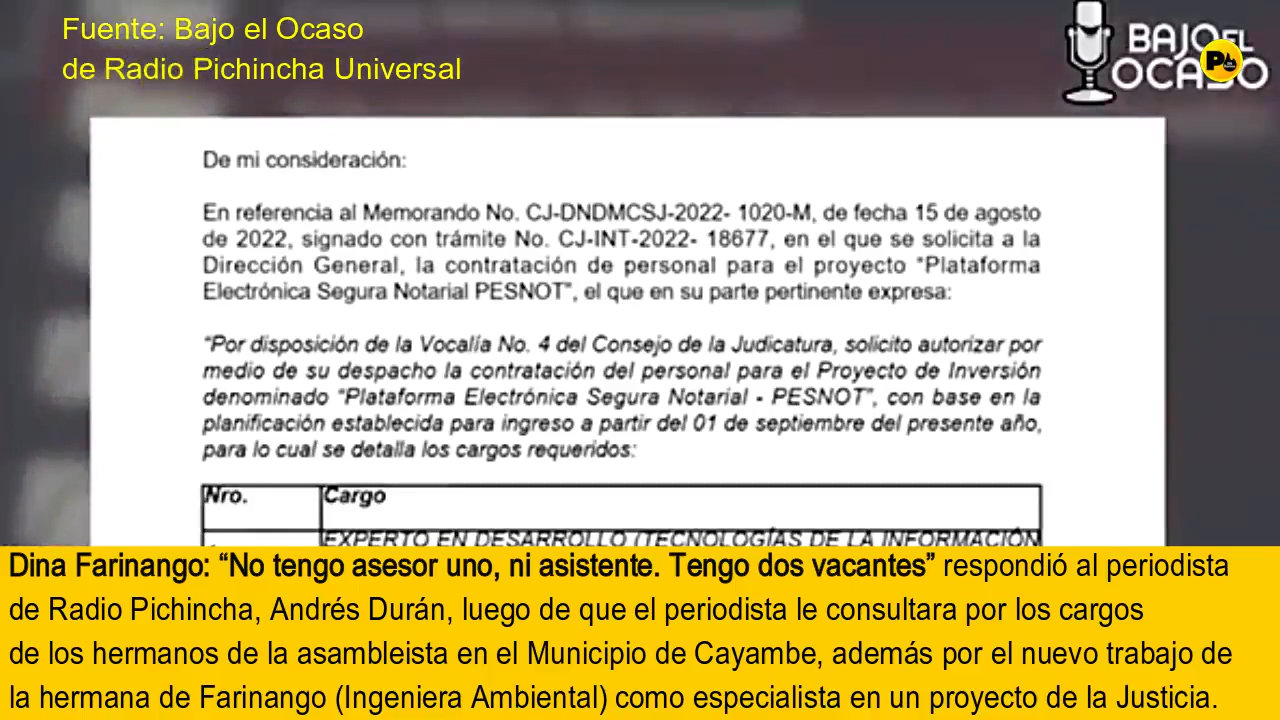 Fuente: Bajo el Ocaso
de Radio Pichincha Universal
BAJO EL
OCASO
De mi consideración:
En referencia al Memorando No. CJ-DNDMCSJ-2022- 1020-M, de fecha 15 de agosto
de 2022, signado con trámite No. CJ-INT-2022- 18677, en el que se solicita a la
Dirección General, la contratación de personal para el proyecto "Plataforma
Electrónica Segura Notarial PESNOT", el que en su parte pertinente expresa:
"Por disposición de la Vocalía No. 4 del Consejo de la Judicatura, solicito autorizar por
medio de su despacho la contratación del personal para el Proyecto de Inversión
denominado "Plataforma Electrónica Segura Notarial - PESNOT", con base en la
planificación establecida para ingreso a partir del 01 de septiembre del presente año,
para lo cual se detalla los cargos requeridos:
Nro. Cargo
EXPERTO EN DESARROLLO (TECNOLOGÍAS DE LA INFORMACIÓN
Dina Farinango: “No tengo asesor uno, ni asistente. Tengo dos vacantes” respondió al periodista
de Radio Pichincha, Andrés Durán, luego de que el periodista le consultara por los cargos
de los hermanos de la asambleista en el Municipio de Cayambe, además por el nuevo trabajo de
la hermana de Farinango (Ingeniera Ambiental) como especialista en un proyecto de la Justicia.